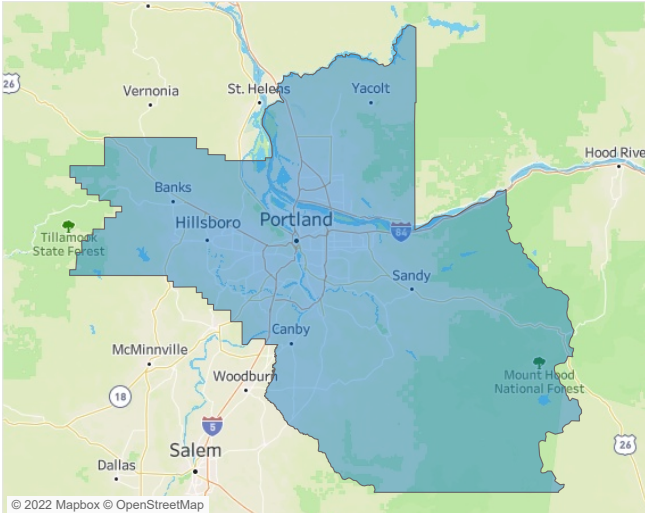 26
Vernonia
St. Helens
Yacolt
Hood River
Banks
Hillsboro
Portland
84
Tillamook
State Forest
Sandy
Canby
McMinnville
Mount Hood
National Forest
Woodburn
18
5
Salem
26
Dallas
© 2022 Mapbox © OpenStreetMap